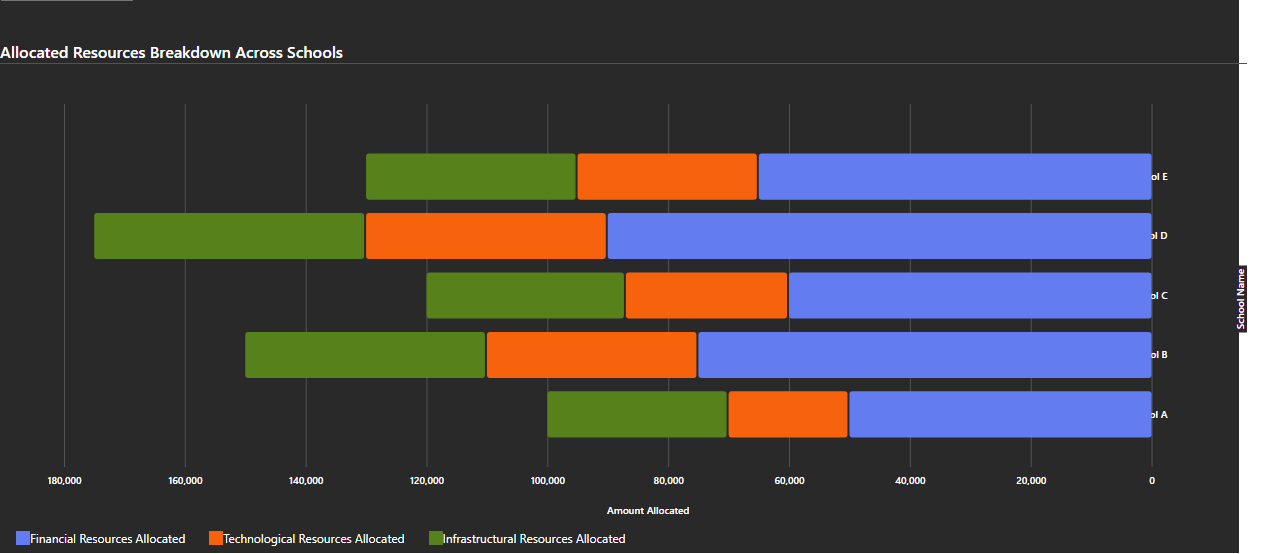 Allocated Resources Breakdown Across Schools
ol E
ol D
ol C
ol B
ol A
School Name
180,000 160,000 140,000 120,000 100,000 80,000 60,000 40,000 20,000 0
Amount Allocated
Financial Resources Allocated Technological Resources Allocated Infrastructural Resources Allocated